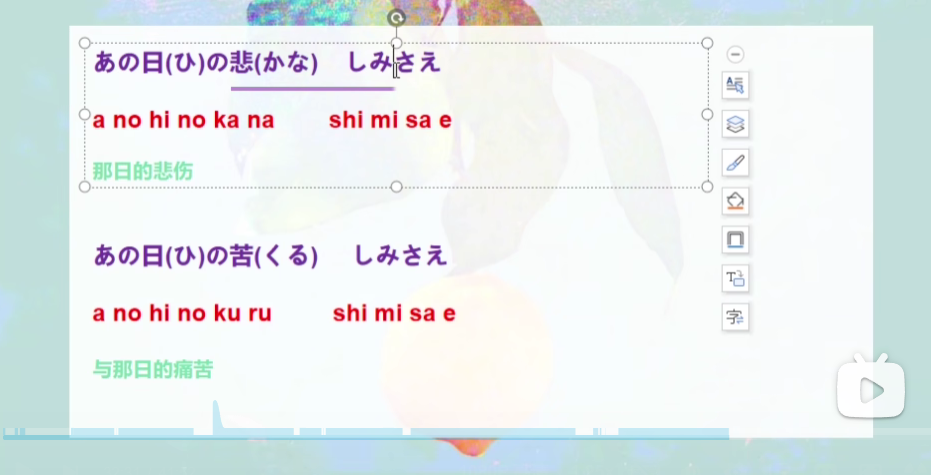 あの日(ひ)の悲(かな) しみさえ
a no hi no ka na shi mi sa e
那日的悲伤
あの日(ひ)の苦(くる) しみさえ
a no hi no ku ru shi mi sa e
与那日的痛苦